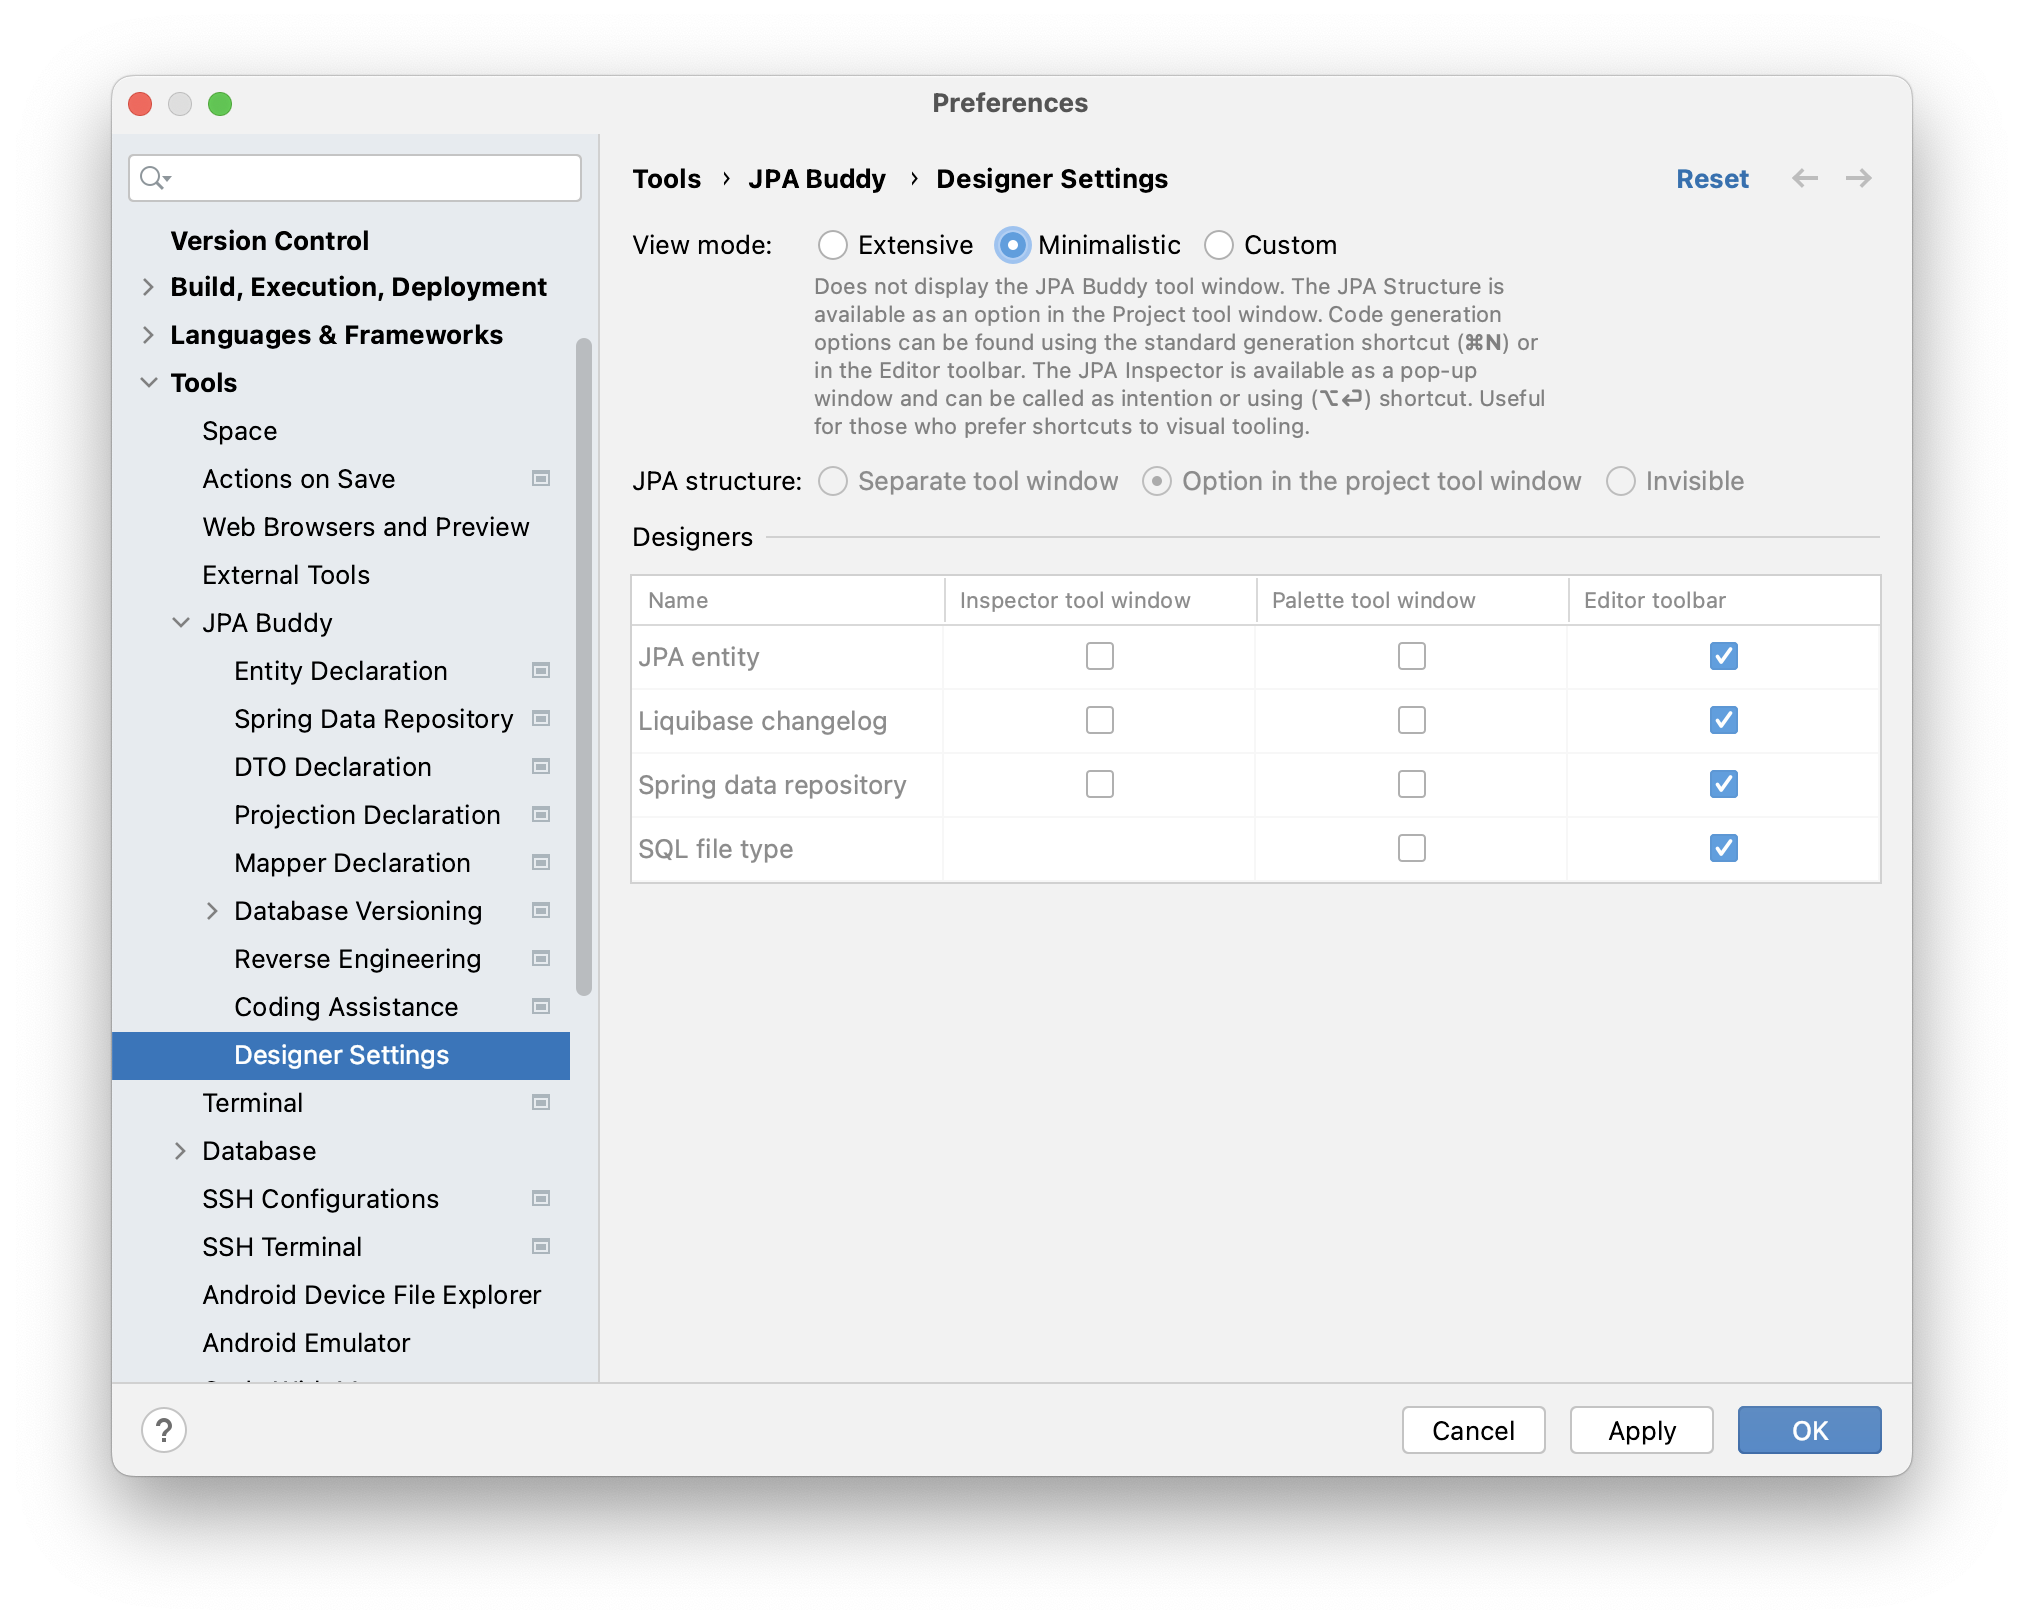 Preferences
Version Control
Build, Execution, Deployment
Languages & Frameworks
Tools
Space
Actions on Save
Web Browsers and Preview
External Tools
JPA Buddy
Entity Declaration
Spring Data Repository
DTO Declaration
Projection Declaration
Mapper Declaration
Database Versioning
Reverse Engineering
Coding Assistance
Designer Settings
Terminal
Database
SSH Configurations
SSH Terminal
Android Device File Explorer
Android Emulator
Tools › JPA Buddy › Designer Settings
Reset
View mode: Extensive Minimalistic Custom
Does not display the JPA Buddy tool window. The JPA Structure is
available as an option in the Project tool window. Code generation
options can be found using the standard generation shortcut (⌘N) or
in the Editor toolbar. The JPA Inspector is available as a pop-up
window and can be called as intention or using (⌥⏎) shortcut. Useful
for those who prefer shortcuts to visual tooling.
JPA structure: Separate tool window Option in the project tool window Invisible
Designers
Name Inspector tool window Palette tool window Editor toolbar
JPA entity
Liquibase changelog
Spring data repository
SQL file type
? Cancel Apply OK